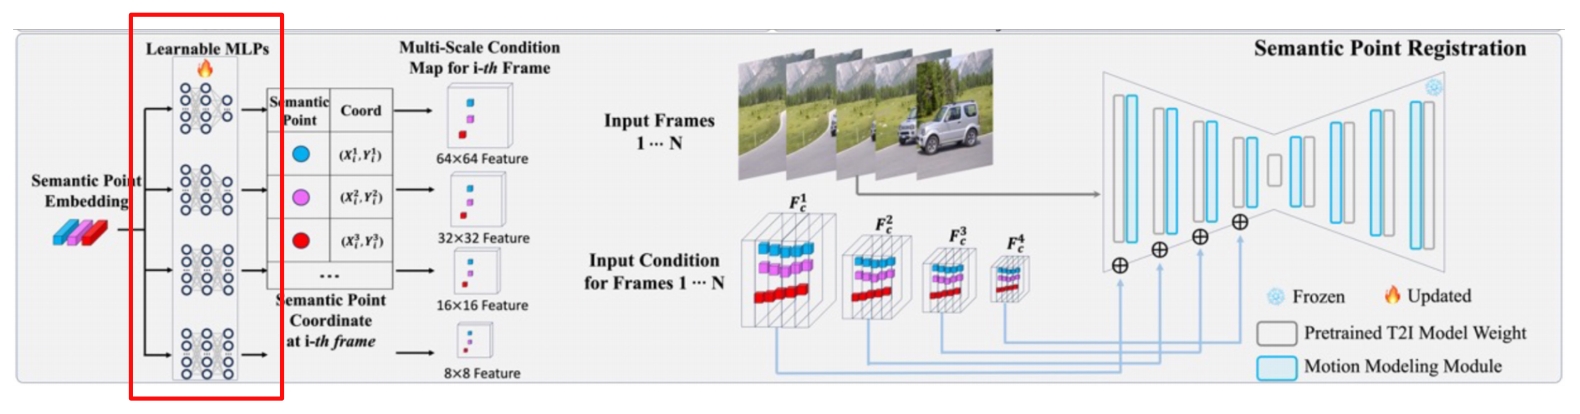 Learnable MLPs
Multi-Scale Condition
Map for i-th Frame
Semantic Point Registration
Semantic
Point
Coord
(X_i^1,Y_i^1)
(X_i^2,Y_i^2)
(X_i^3,Y_i^3)
...
Semantic Point
Embedding
Semantic Point
Coordinate
at i-th frame
64×64 Feature
32×32 Feature
16×16 Feature
8×8 Feature
Input Frames
1 ··· N
Input Condition
for Frames 1 ··· N
F_c^1
F_c^2
F_c^3
F_c^4
Frozen
Updated
Pretrained T2I Model Weight
Motion Modeling Module